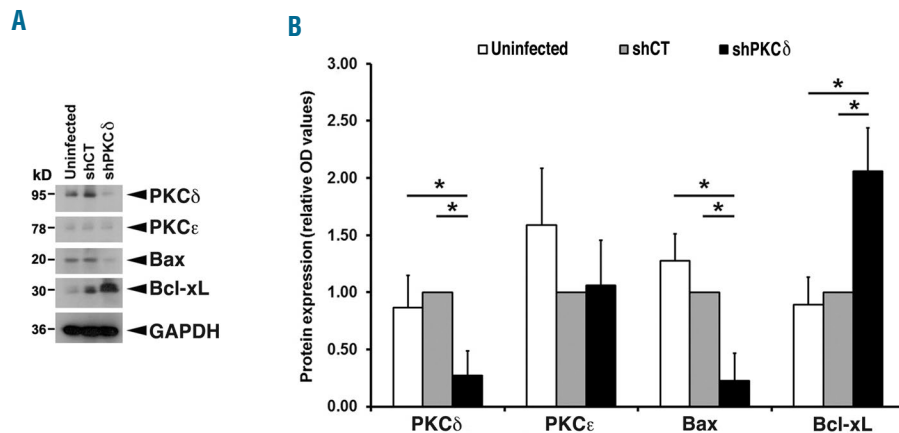 A
Uninfected
shCT
shPKCδ
kD
95
PKCδ
78
PKCε
20
Bax
30
Bcl-xL
36
GAPDH
B
Uninfected shCT shPKCδ
Protein expression (relative OD values)
3.00
2.50
2.00
1.50
1.00
0.50
0.00
* *
* *
* *
PKCδ PKCε Bax Bcl-xL